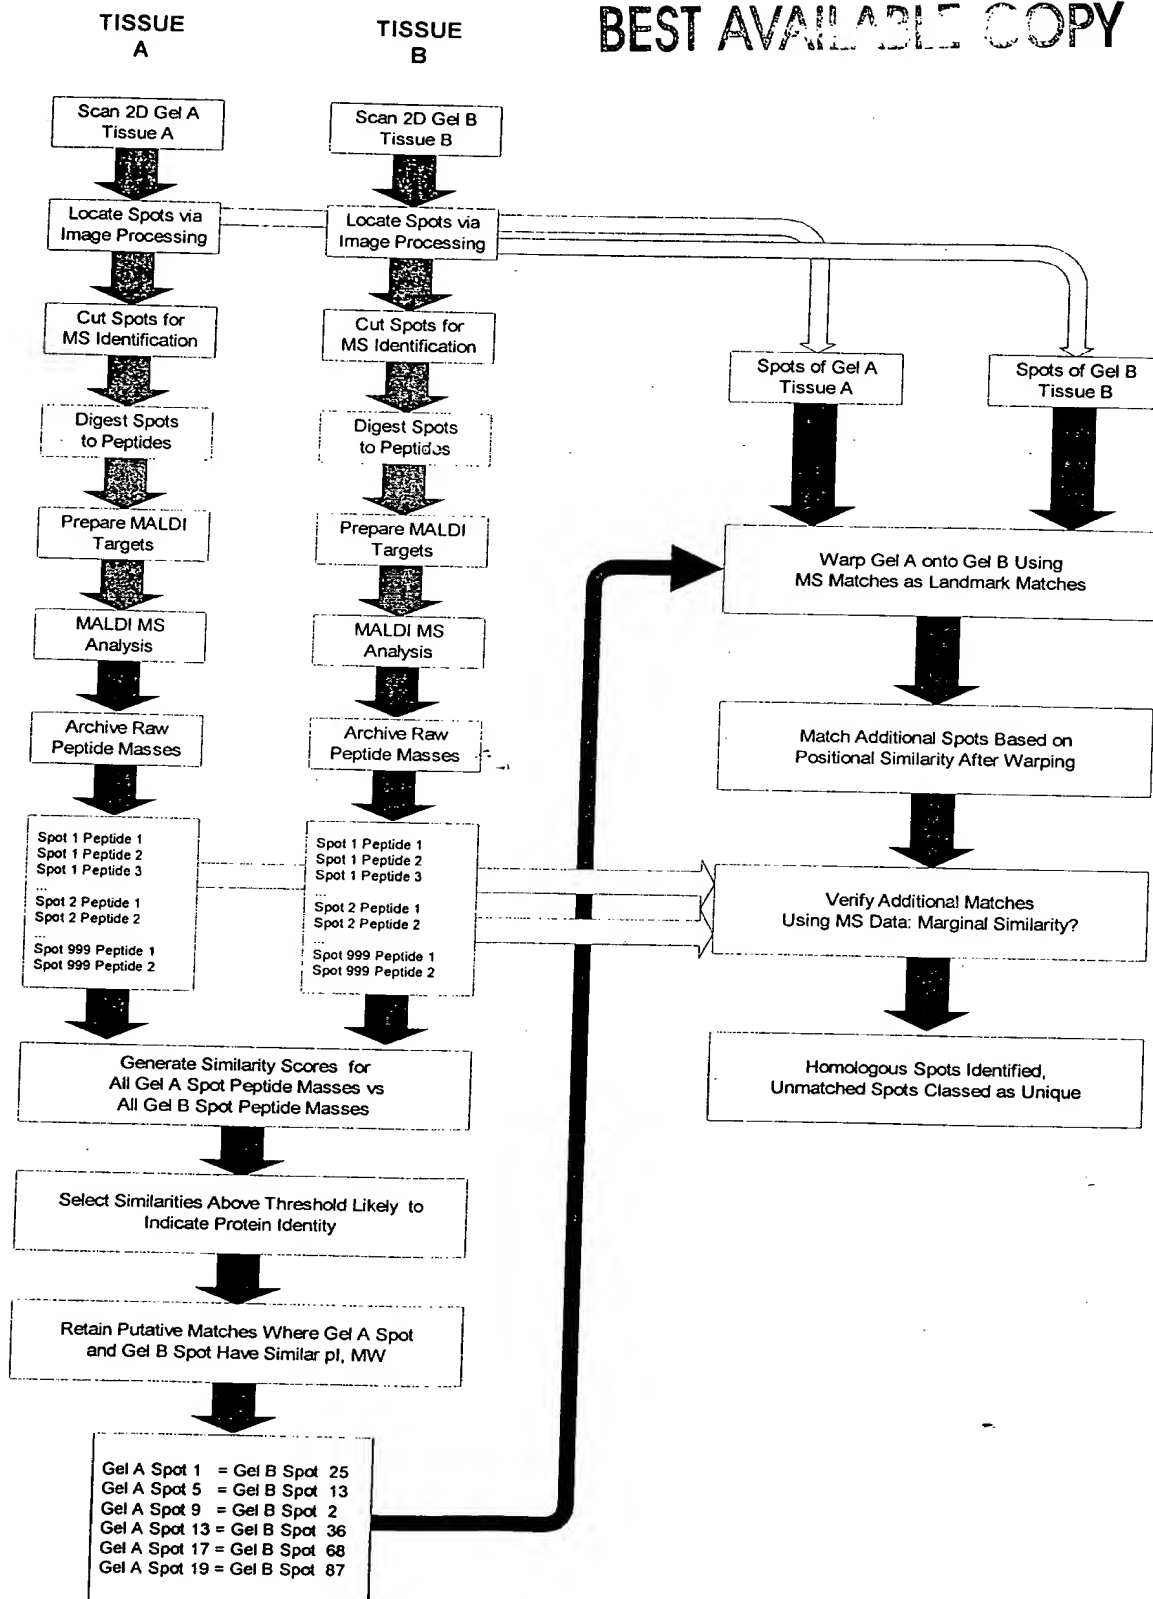 BEST AVAILABLE COPY
TISSUE
A
TISSUE
B
Scan 2D Gel A
Tissue A
Scan 2D Gel B
Tissue B
Locate Spots via
Image Processing
Locate Spots via
Image Processing
Cut Spots for
MS Identification
Cut Spots for
MS Identification
Spots of Gel A
Tissue A
Spots of Gel B
Tissue B
Digest Spots
to Peptides
Digest Spots
to Peptides
Prepare MALDI
Targets
Prepare MALDI
Targets
Warp Gel A onto Gel B Using
MS Matches as Landmark Matches
MALDI MS
Analysis
MALDI MS
Analysis
Archive Raw
Peptide Masses
Archive Raw
Peptide Masses
Match Additional Spots Based on
Positional Similarity After Warping
Spot 1 Peptide 1
Spot 1 Peptide 2
Spot 1 Peptide 3
...
Spot 2 Peptide 1
Spot 2 Peptide 2
...
Spot 999 Peptide 1
Spot 999 Peptide 2
Spot 1 Peptide 1
Spot 1 Peptide 2
Spot 1 Peptide 3
...
Spot 2 Peptide 1
Spot 2 Peptide 2
...
Spot 999 Peptide 1
Spot 999 Peptide 2
Verify Additional Matches
Using MS Data: Marginal Similarity?
Homologous Spots Identified,
Unmatched Spots Classed as Unique
Generate Similarity Scores for
All Gel A Spot Peptide Masses vs
All Gel B Spot Peptide Masses
Select Similarities Above Threshold Likely to
Indicate Protein Identity
Retain Putative Matches Where Gel A Spot
and Gel B Spot Have Similar pI, MW
Gel A Spot 1 = Gel B Spot 25
Gel A Spot 5 = Gel B Spot 13
Gel A Spot 9 = Gel B Spot 2
Gel A Spot 13 = Gel B Spot 36
Gel A Spot 17 = Gel B Spot 68
Gel A Spot 19 = Gel B Spot 87